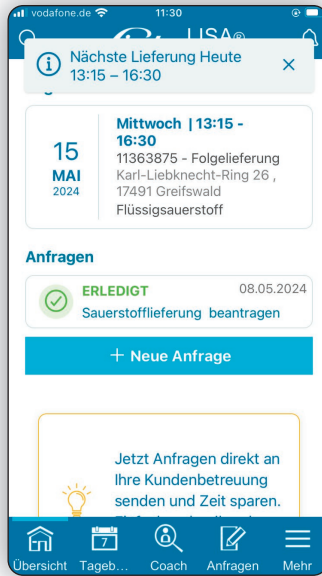 vodafone.de 11:30
LISA®
Nächste Lieferung Heute
13:15 – 16:30
15
MAI
2024
Mittwoch | 13:15 -
16:30
11363875 - Folgelieferung
Karl-Liebknecht-Ring 26 ,
17491 Greifswald
Flüssigsauerstoff
Anfragen
ERLEDIGT 08.05.2024
Sauerstofflieferung beantragen
+ Neue Anfrage
Jetzt Anfragen direkt an
Ihre Kundenbetreuung
senden und Zeit sparen.
7
Übersicht Tageb... Coach Anfragen Mehr